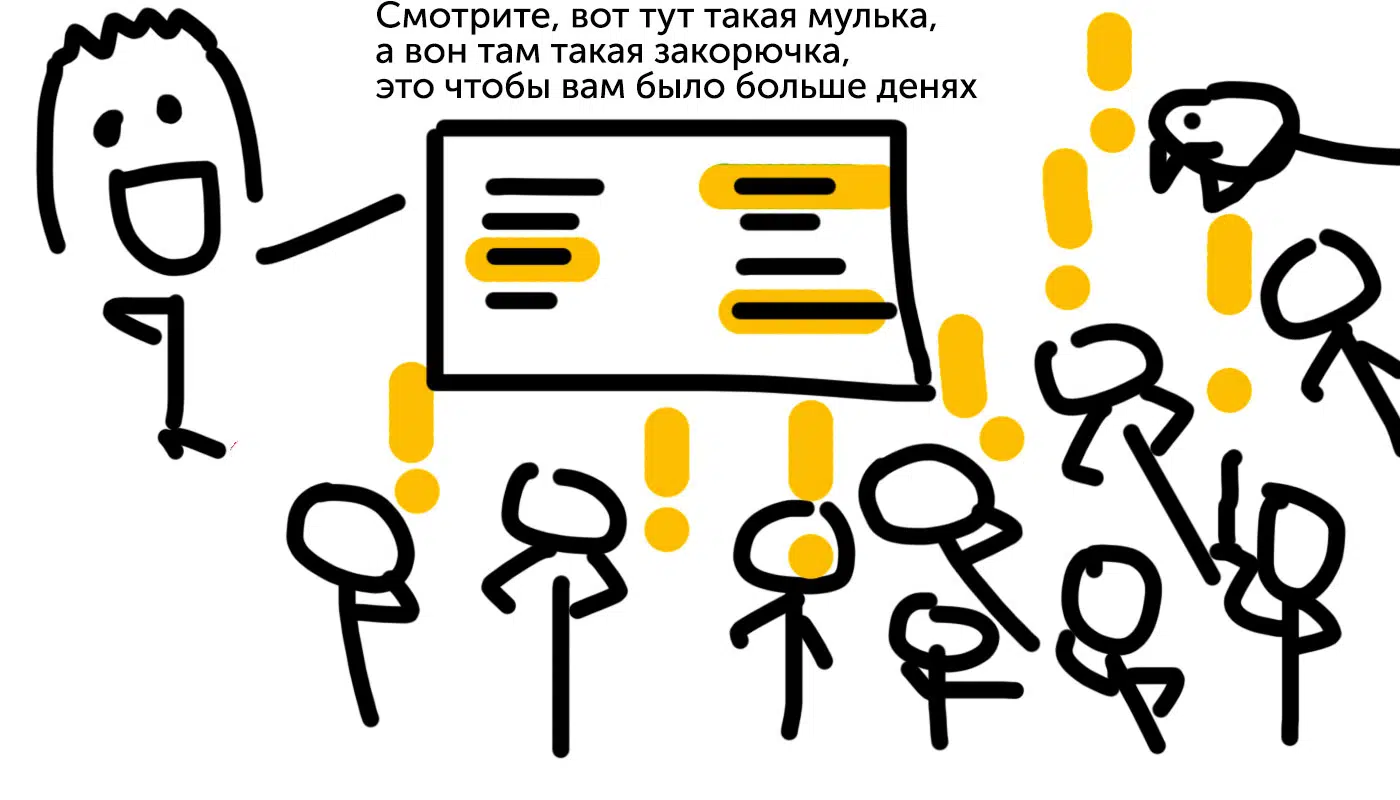 Смотрите, вот тут такая мулька,
а вон там такая закорючка,
это чтобы вам было больше денях